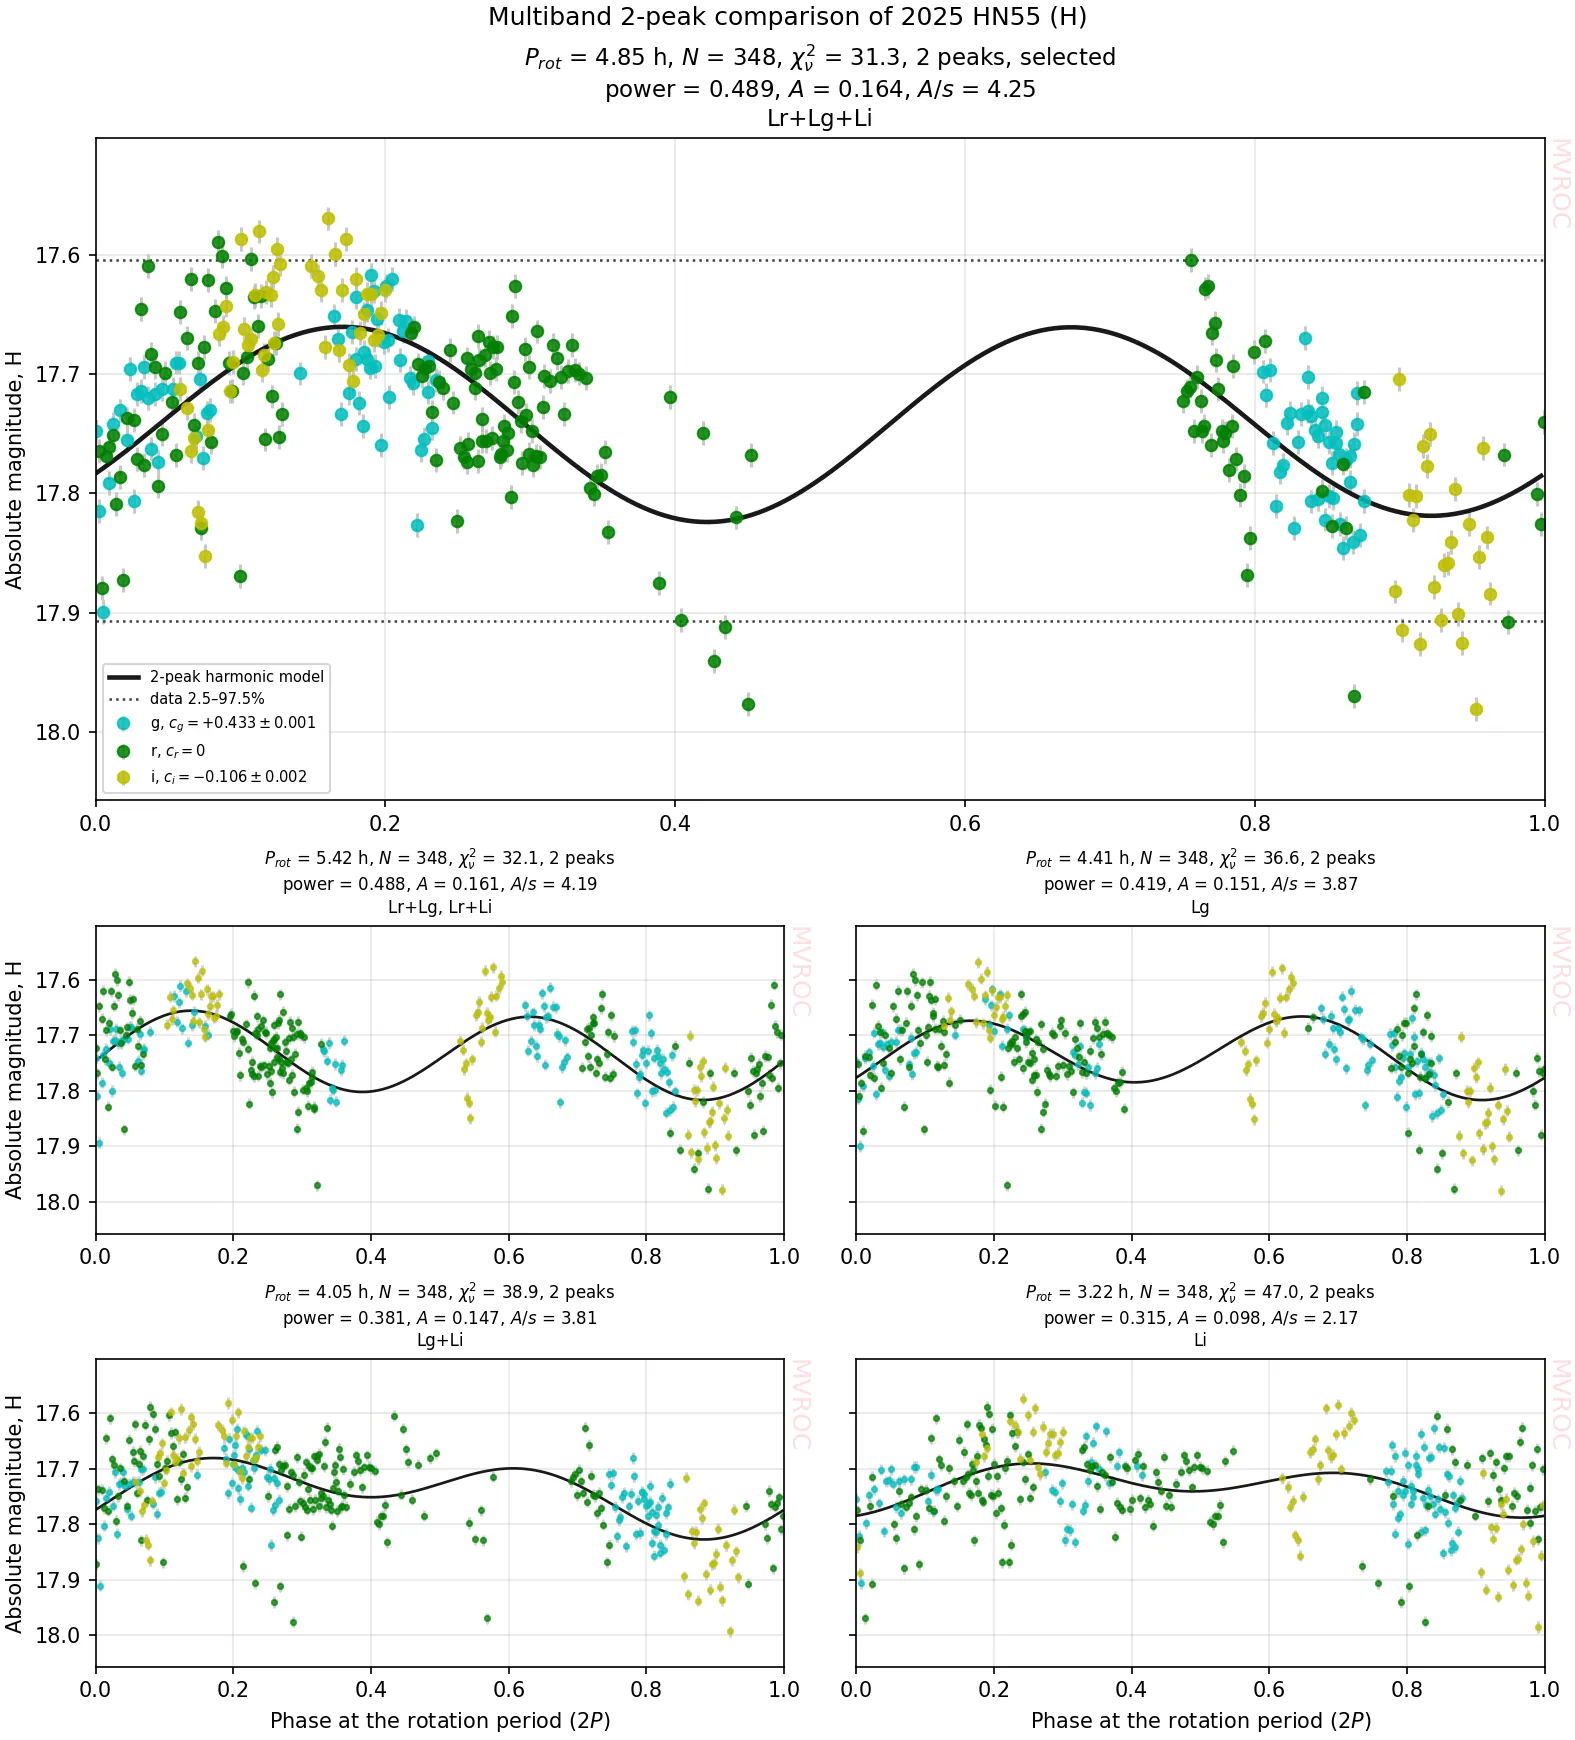 Multiband 2-peak comparison of 2025 HN55 (H)
P_rot = 4.85 h, N = 348, χ²_ν = 31.3, 2 peaks, selected
power = 0.489, A = 0.164, A/s = 4.25
Lr+Lg+Li
MVROC
Absolute magnitude, H
17.6
17.7
17.8
17.9
18.0
2-peak harmonic model
data 2.5–97.5%
g, c_g = +0.433 ± 0.001
r, c_r = 0
i, c_i = −0.106 ± 0.002
0.0 0.2 0.4 0.6 0.8 1.0
P_rot = 5.42 h, N = 348, χ²_ν = 32.1, 2 peaks
power = 0.488, A = 0.161, A/s = 4.19
Lr+Lg, Lr+Li
MVROC
Absolute magnitude, H
17.6
17.7
17.8
17.9
18.0
0.0 0.2 0.4 0.6 0.8 1.0
P_rot = 4.41 h, N = 348, χ²_ν = 36.6, 2 peaks
power = 0.419, A = 0.151, A/s = 3.87
Lg
MVROC
0.0 0.2 0.4 0.6 0.8 1.0
P_rot = 4.05 h, N = 348, χ²_ν = 38.9, 2 peaks
power = 0.381, A = 0.147, A/s = 3.81
Lg+Li
MVROC
Absolute magnitude, H
17.6
17.7
17.8
17.9
18.0
0.0 0.2 0.4 0.6 0.8 1.0
Phase at the rotation period (2P)
P_rot = 3.22 h, N = 348, χ²_ν = 47.0, 2 peaks
power = 0.315, A = 0.098, A/s = 2.17
Li
MVROC
0.0 0.2 0.4 0.6 0.8 1.0
Phase at the rotation period (2P)